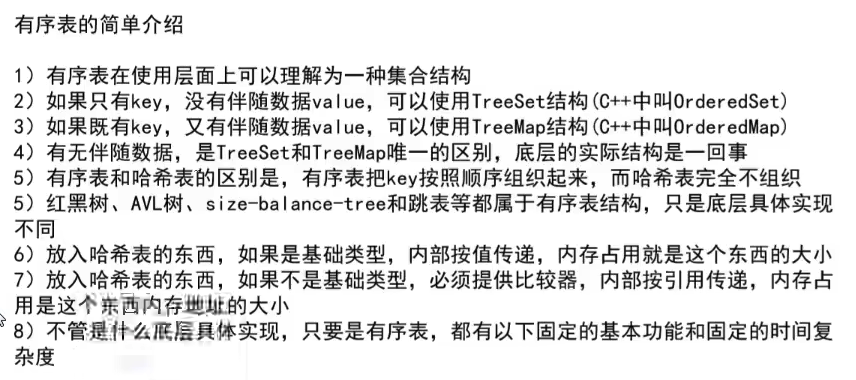 有序表的简单介绍
1）有序表在使用层面上可以理解为一种集合结构
2）如果只有key，没有伴随数据value，可以使用TreeSet结构(C++中叫OrderedSet)
3）如果既有key，又有伴随数据value，可以使用TreeMap结构(C++中叫OrderedMap)
4）有无伴随数据，是TreeSet和TreeMap唯一的区别，底层的实际结构是一回事
5）有序表和哈希表的区别是，有序表把key按照顺序组织起来，而哈希表完全不组织
5）红黑树、AVL树、size-balance-tree和跳表等都属于有序表结构，只是底层具体实现
不同
6）放入哈希表的东西，如果是基础类型，内部按值传递，内存占用就是这个东西的大小
7）放入哈希表的东西，如果不是基础类型，必须提供比较器，内部按引用传递，内存占
用是这个东西内存地址的大小
8）不管是什么底层具体实现，只要是有序表，都有以下固定的基本功能和固定的时间复
杂度